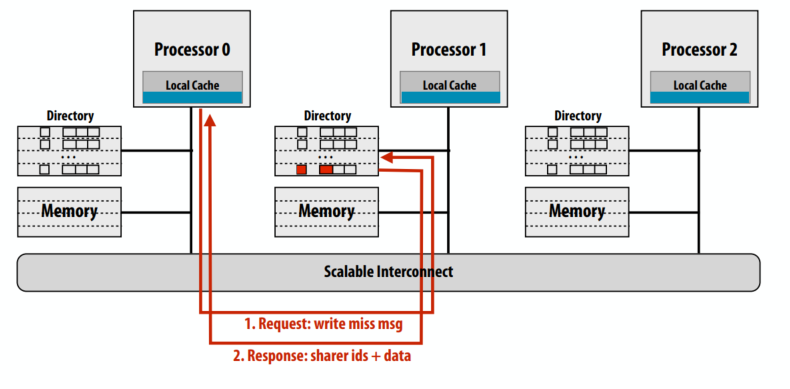 Processor 0
Local Cache
Processor 1
Local Cache
Processor 2
Local Cache
Directory
...
Directory
...
Directory
...
Memory
Memory
Memory
Scalable Interconnect
1. Request: write miss msg
2. Response: sharer ids + data